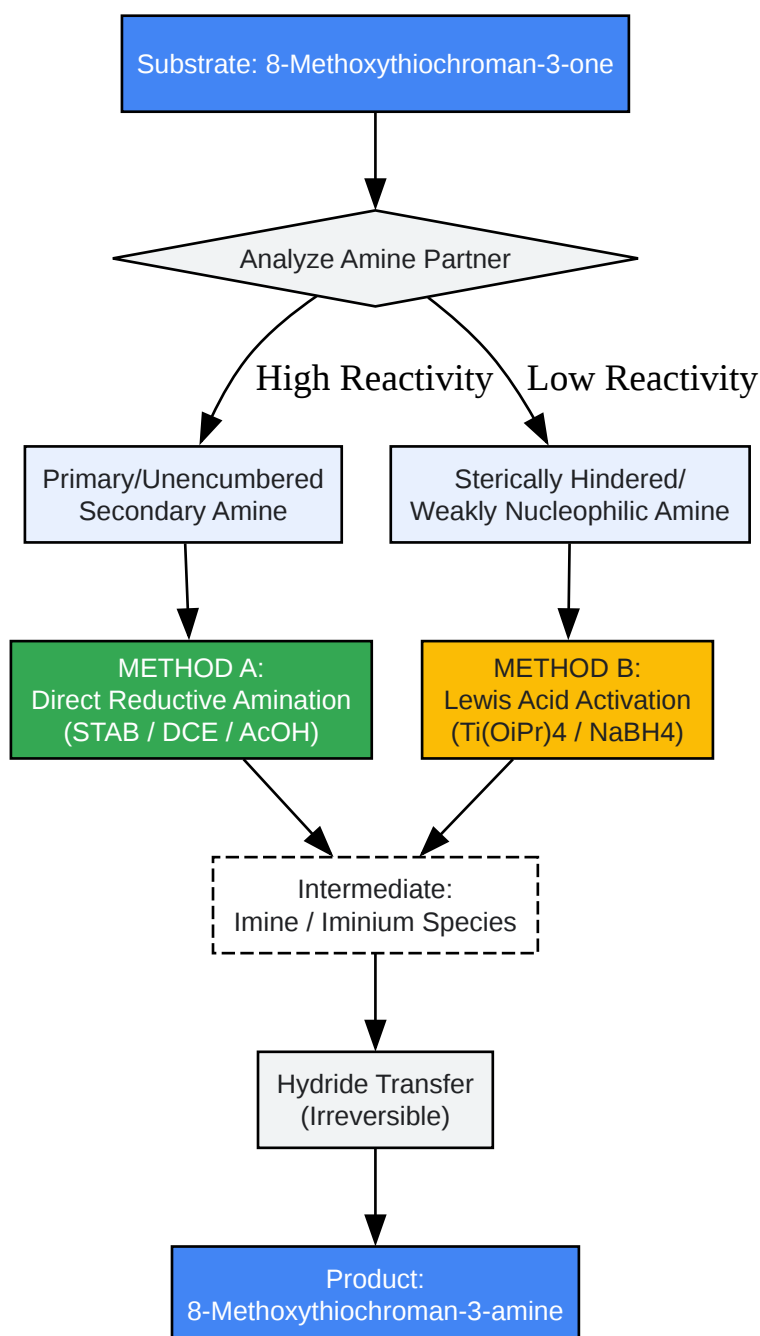 Substrate: 8-Methoxythiochroman-3-one
Analyze Amine Partner
High Reactivity
Low Reactivity
Primary/Unencumbered
Secondary Amine
Sterically Hindered/
Weakly Nucleophilic Amine
METHOD A:
Direct Reductive Amination
(STAB / DCE / AcOH)
METHOD B:
Lewis Acid Activation
(Ti(OiPr)4 / NaBH4)
Intermediate:
Imine / Iminium Species
Hydride Transfer
(Irreversible)
Product:
8-Methoxythiochroman-3-amine